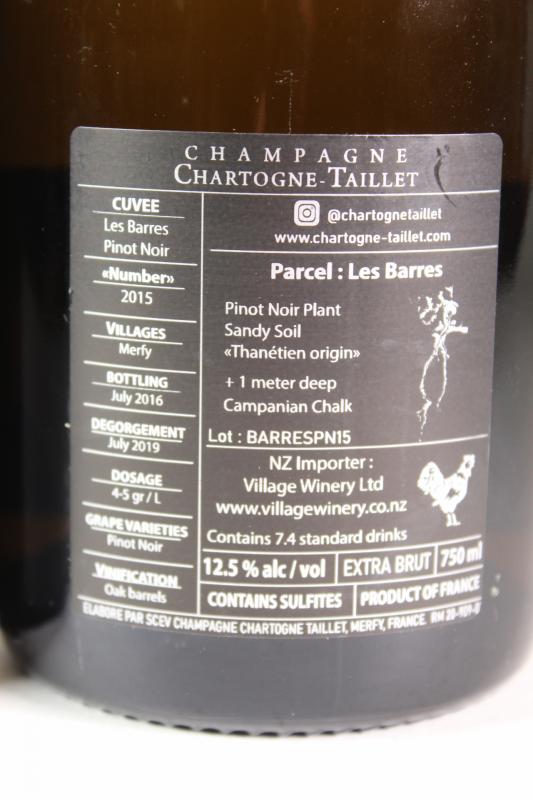 CHAMPAGNE
CHARTOGNE-TAILLET
CUVEE
Les Barres
Pinot Noir
«Number»
2015
VILLAGES
Merfy
BOTTLING
July 2016
DEGORGEMENT
July 2019
DOSAGE
4-5 gr / L
GRAPE VARIETIES
Pinot Noir
VINIFICATION
Oak barrels
@chartognetaillet
www.chartogne-taillet.com
Parcel : Les Barres
Pinot Noir Plant
Sandy Soil
«Thanétien origin»
+ 1 meter deep
Campanian Chalk
Lot : BARRESPN15
NZ Importer :
Village Winery Ltd
www.villagewinery.co.nz
Contains 7.4 standard drinks
12.5 % alc / vol EXTRA BRUT 750 ml
CONTAINS SULFITES PRODUCT OF FRANCE
ELABORE PAR SCEV CHAMPAGNE CHARTOGNE TAILLET, MERFY, FRANCE. RM